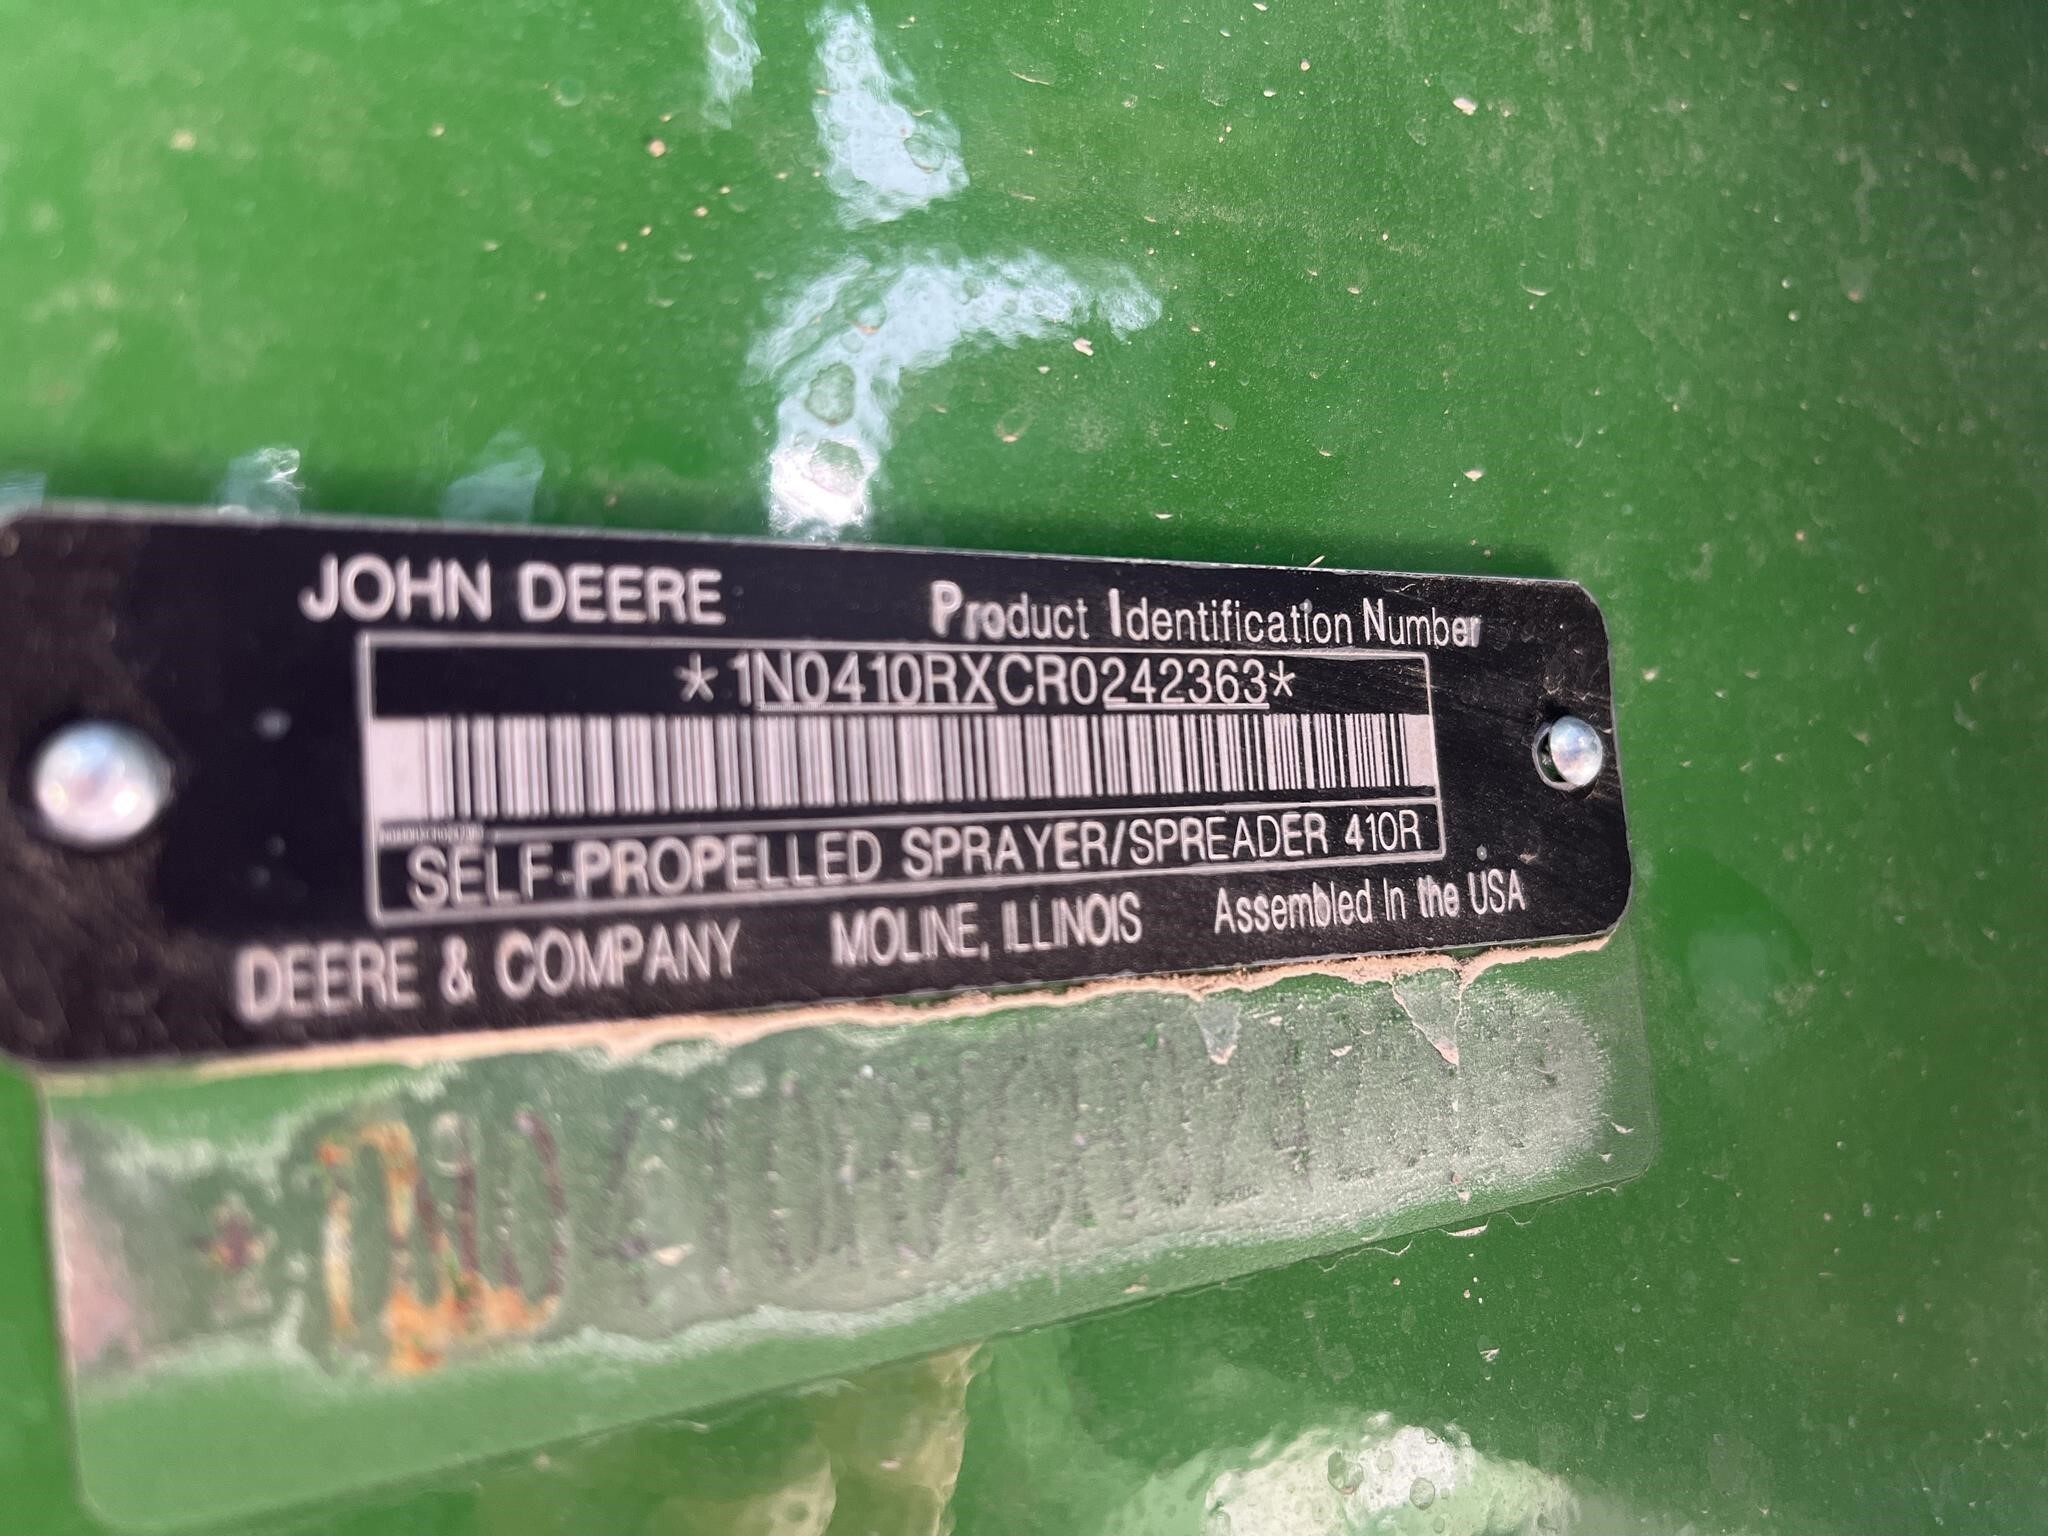 JOHN DEERE
Product Identification Number
*1N0410RXCR0242363*
SELF-PROPELLED SPRAYER/SPREADER 410R
DEERE & COMPANY MOLINE, ILLINOIS Assembled In the USA